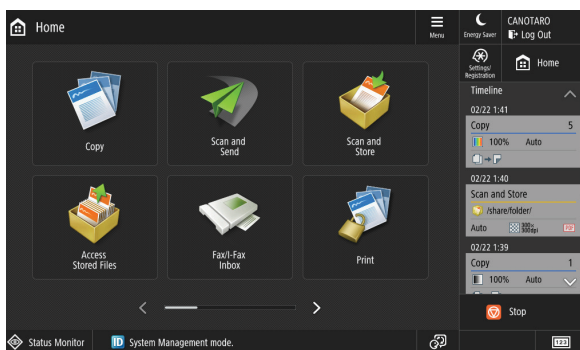 Home
Menu
Energy Saver
CANOTARO
Log Out
Settings/
Registration
Home
Copy
Scan and
Send
Scan and
Store
Access
Stored Files
Fax/I-Fax
Inbox
Print
Timeline
02/22 1:41
Copy 5
100% Auto
02/22 1:40
Scan and Store
/share/folder/
Auto 300x
300dpi
PDF
02/22 1:39
Copy 1
100% Auto
Stop
Status Monitor
ID System Management mode.
123